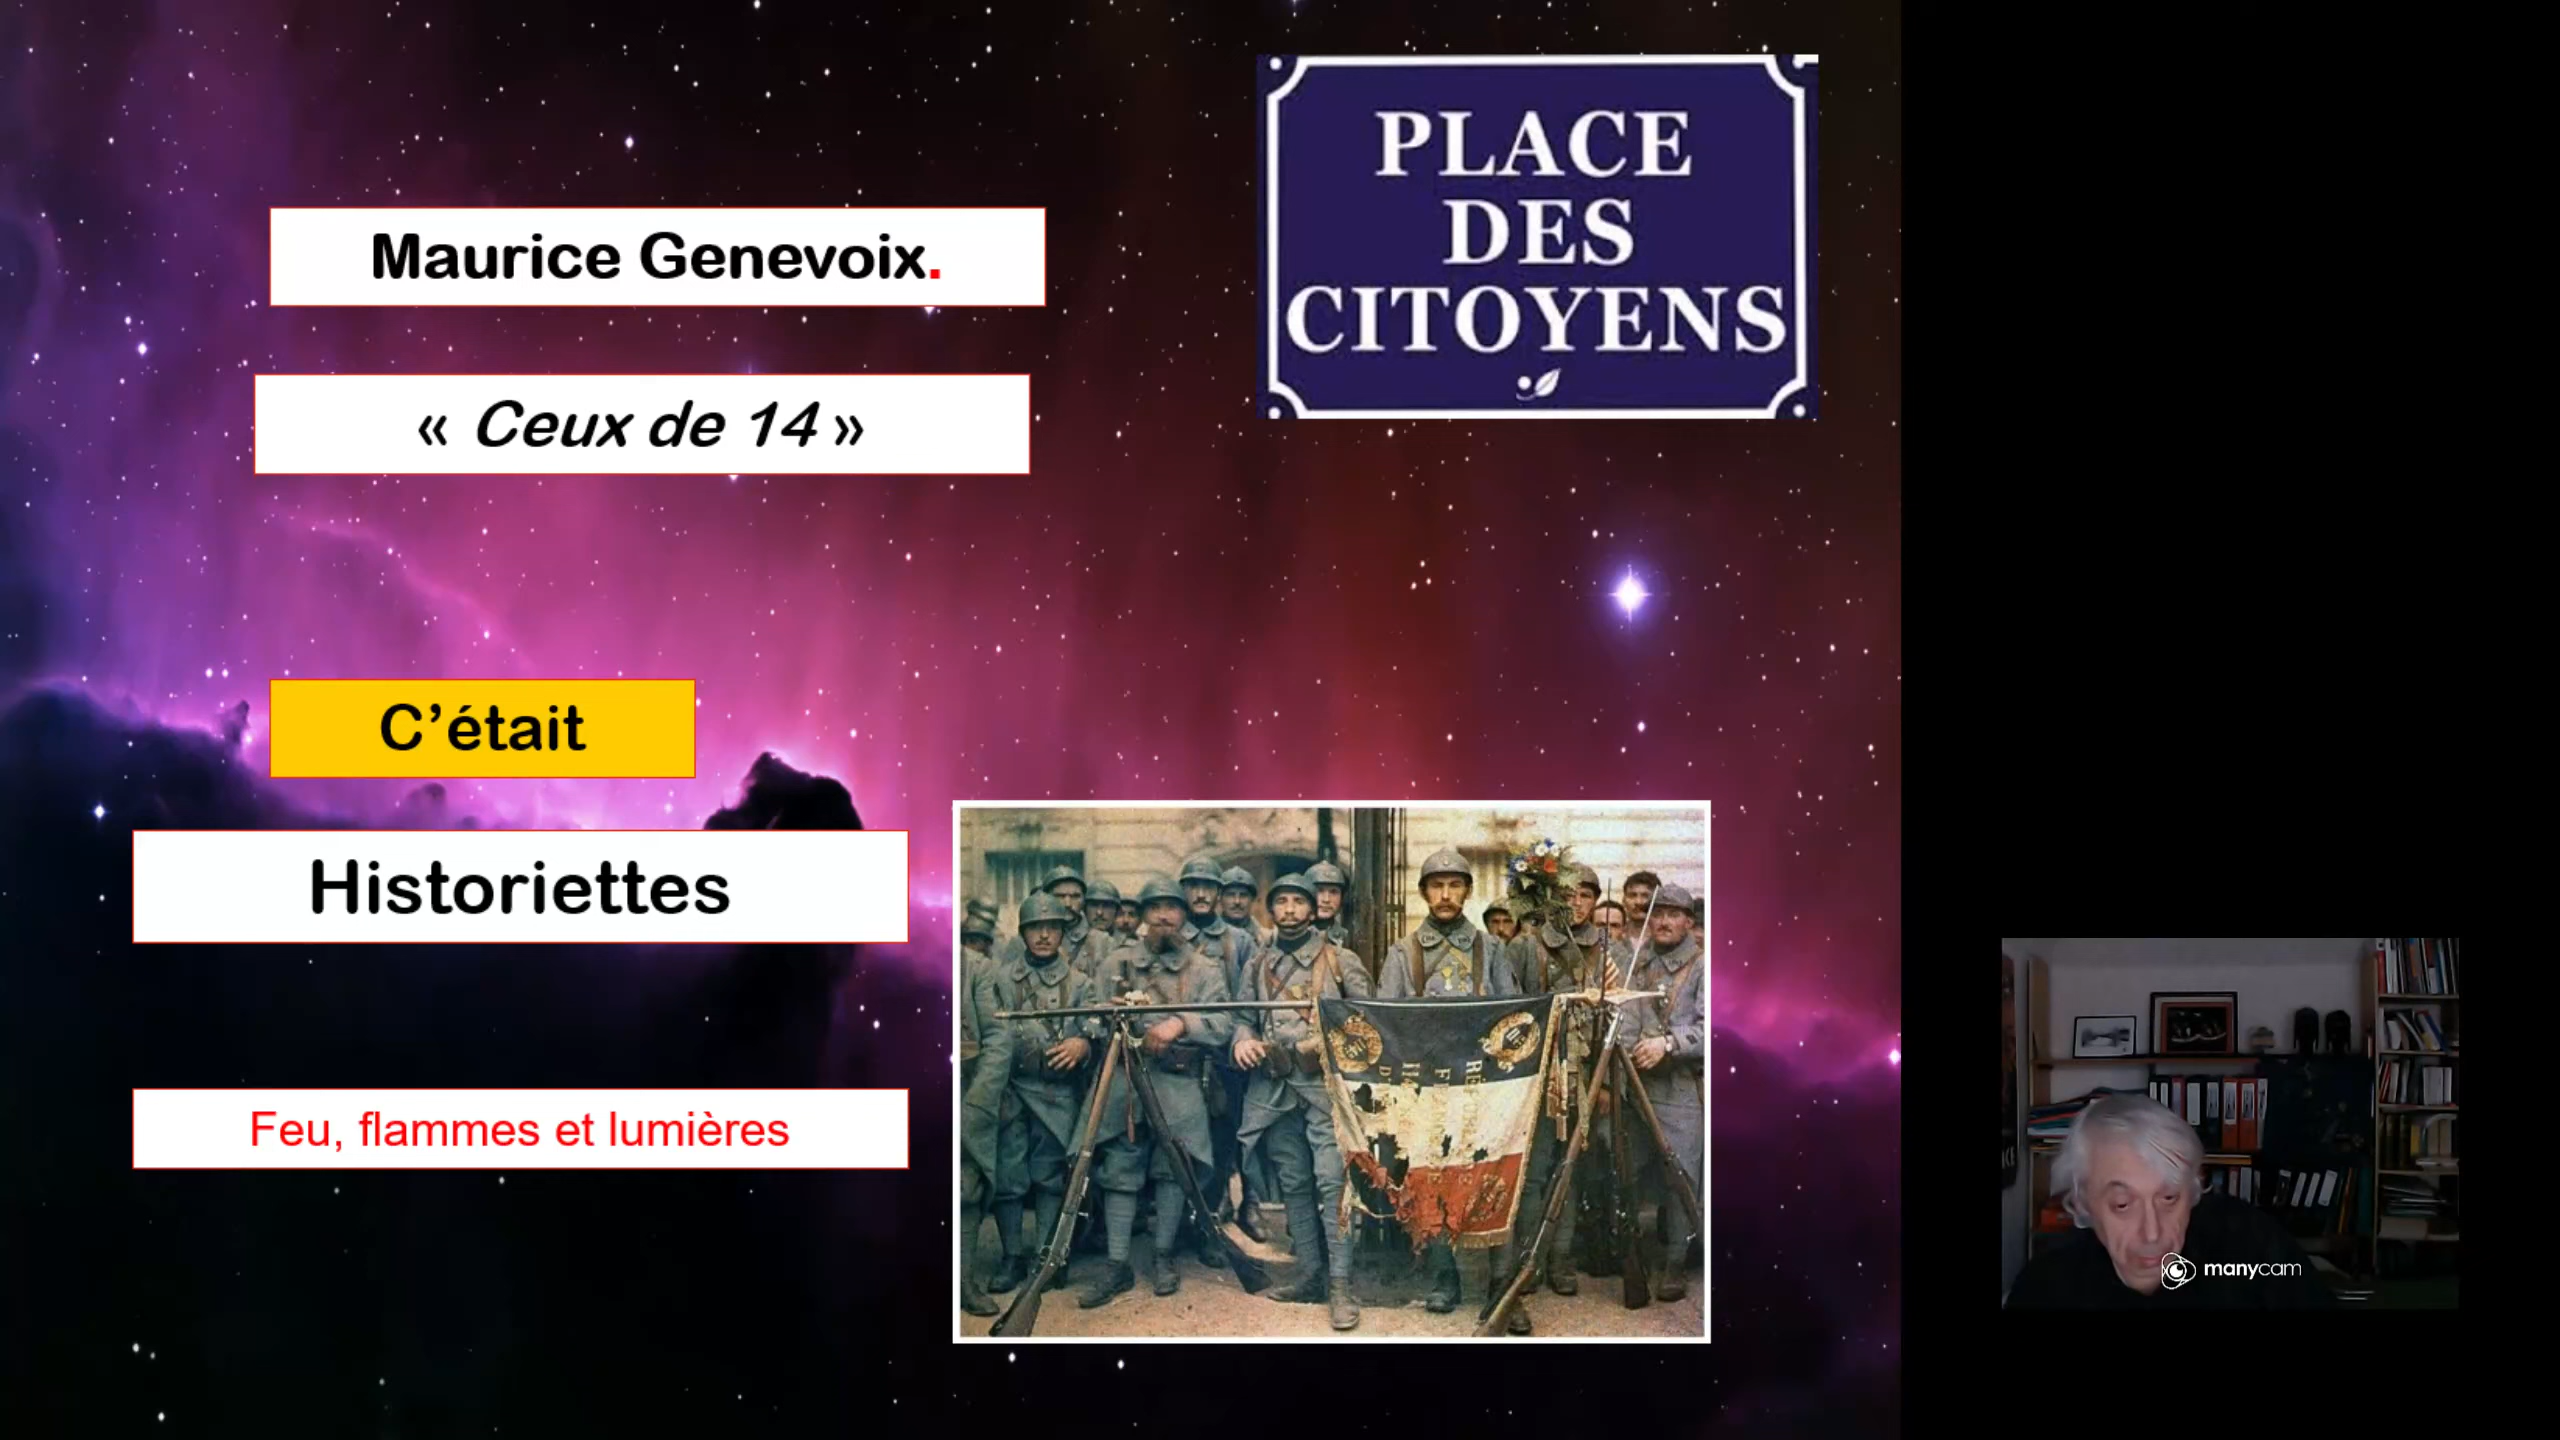 Maurice Genevoix.
« Ceux de 14 »
PLACE
DES
CITOYENS
C’était
Historiettes
Feu, flammes et lumières
manycam